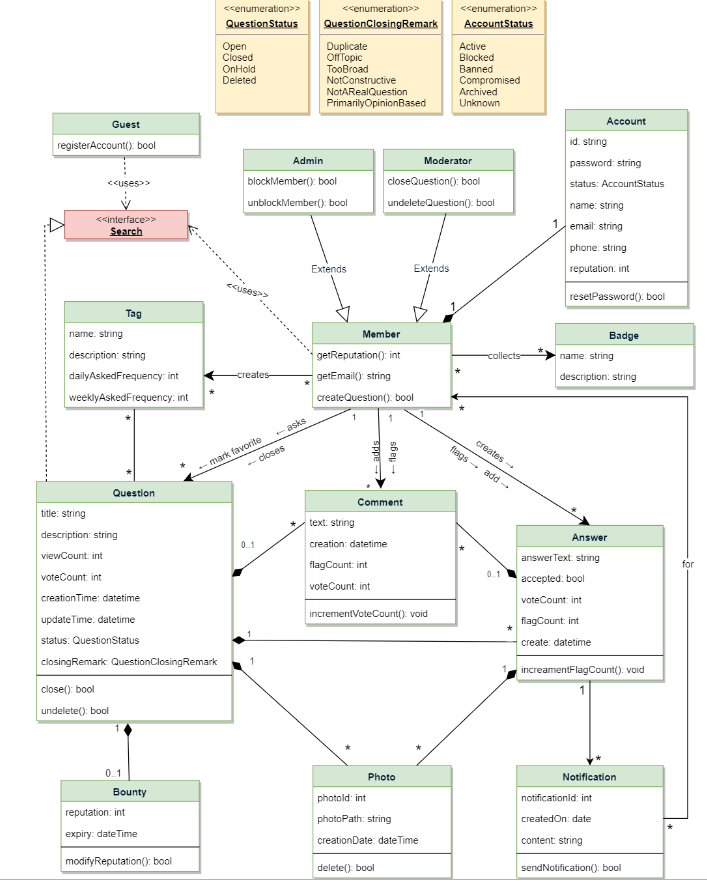 <<enumeration>>
QuestionStatus
Open
Closed
OnHold
Deleted
<<enumeration>>
QuestionClosingRemark
Duplicate
OffTopic
TooBroad
NotConstructive
NotARealQuestion
PrimarilyOpinionBased
<<enumeration>>
AccountStatus
Active
Blocked
Banned
Compromised
Archived
Unknown
Guest
registerAccount(): bool
<<uses>>
<<interface>>
Search
Admin
blockMember(): bool
unblockMember(): bool
Moderator
closeQuestion(): bool
undeleteQuestion(): bool
Account
id: string
password: string
status: AccountStatus
name: string
email: string
phone: string
reputation: int
resetPassword(): bool
1
1
Extends
Extends
<<uses>>
Tag
name: string
description: string
dailyAskedFrequency: int
weeklyAskedFrequency: int
creates
*
*
Member
getReputation(): int
getEmail(): string
createQuestion(): bool
collects
*
*
Badge
name: string
description: string
*
*
*
1
1
1
1
← asks
← mark favorite
← closes
*
adds →
flags →
*
creates →
flags →
add →
*
Question
title: string
description: string
viewCount: int
voteCount: int
creationTime: datetime
updateTime: datetime
status: QuestionStatus
closingRemark: QuestionClosingRemark
close(): bool
undelete(): bool
0..1
*
Comment
text: string
creation: datetime
flagCount: int
voteCount: int
incrementVoteCount(): void
*
0..1
Answer
answerText: string
accepted: bool
voteCount: int
flagCount: int
create: datetime
increamentFlagCount(): void
for
1
*
1
*
1
*
1
*
1
0..1
Bounty
reputation: int
expiry: dateTime
modifyReputation(): bool
Photo
photoId: int
photoPath: string
creationDate: dateTime
delete(): bool
Notification
notificationId: int
createdOn: date
content: string
sendNotification(): bool
*